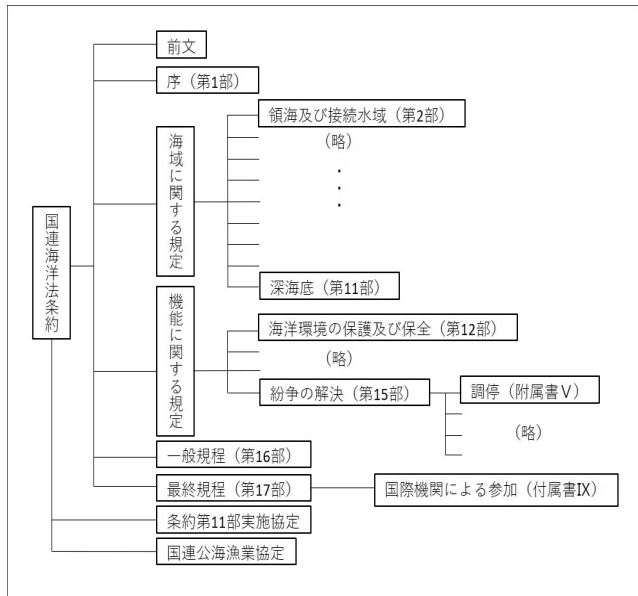 国連海洋法条約
前文
序（第1部）
海域に関する規定
領海及び接続水域（第2部）
（略）
・
・
・
深海底（第11部）
機能に関する規定
海洋環境の保護及び保全（第12部）
（略）
紛争の解決（第15部）
調停（附属書Ⅴ）
（略）
一般規程（第16部）
最終規程（第17部）
国際機関による参加（付属書Ⅸ）
条約第11部実施協定
国連公海漁業協定